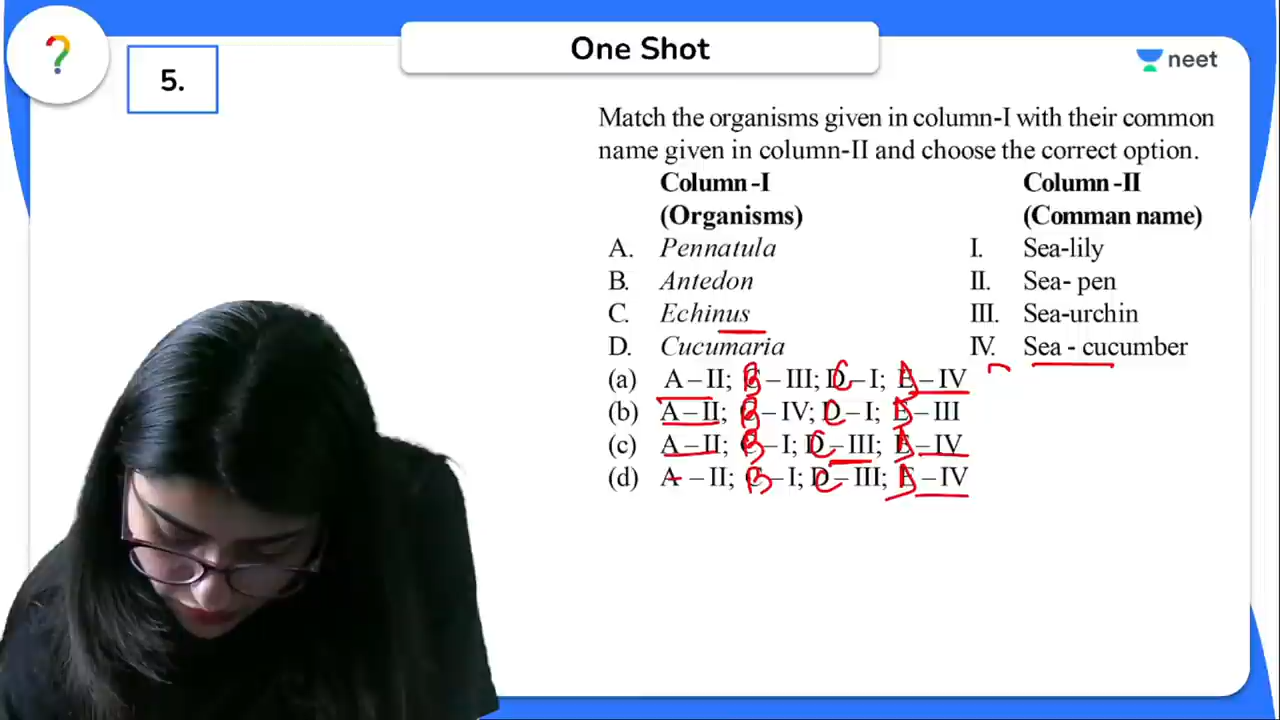 ?
5.
One Shot
neet
Match the organisms given in column-I with their common
name given in column-II and choose the correct option.
Column -I Column -II
(Organisms) (Comman name)
A. Pennatula I. Sea-lily
B. Antedon II. Sea- pen
C. Echinus III. Sea-urchin
D. Cucumaria IV. Sea - cucumber
(a) A – II; B – III; C – I; D – IV
(b) A – II; B – IV; C – I; D – III
(c) A – II; B – I; C – III; D – IV
(d) A – II; B – I; C – III; D – IV